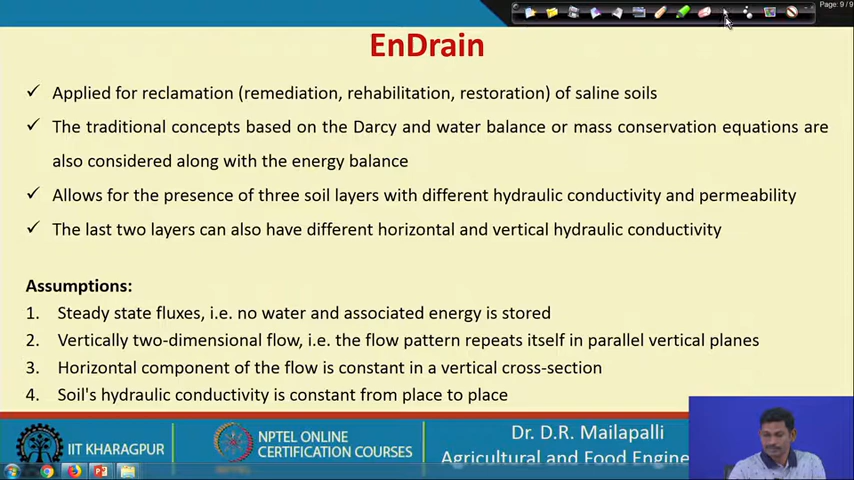 Page: 9 / 9
EnDrain
✓ Applied for reclamation (remediation, rehabilitation, restoration) of saline soils
✓ The traditional concepts based on the Darcy and water balance or mass conservation equations are
also considered along with the energy balance
✓ Allows for the presence of three soil layers with different hydraulic conductivity and permeability
✓ The last two layers can also have different horizontal and vertical hydraulic conductivity
Assumptions:
1. Steady state fluxes, i.e. no water and associated energy is stored
2. Vertically two-dimensional flow, i.e. the flow pattern repeats itself in parallel vertical planes
3. Horizontal component of the flow is constant in a vertical cross-section
4. Soil's hydraulic conductivity is constant from place to place
IIT KHARAGPUR
NPTEL ONLINE
CERTIFICATION COURSES
Dr. D.R. Mailapalli
Agricultural and Food Engine